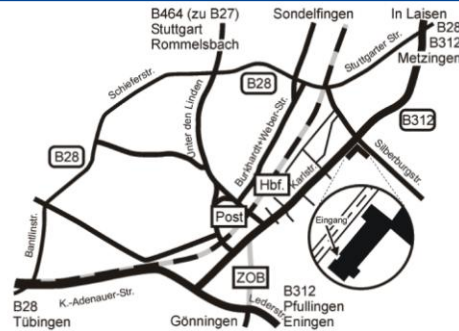 B464 (zu B27)
Stuttgart
Rommelsbach
Sondelfingen
In Laisen
B28
B312
Metzingen
Stuttgarter Str.
Schieferstr.
B28
Unter den Linden
Burkhardt+Weber-Str.
B312
B28
Karlstr.
Silberburgstr.
Hbf.
Post
Eingang
Bantlinstr.
ZOB
K.-Adenauer-Str.
Lederstr.
B28
Tübingen
Gönningen
B312
Pfullingen
Eningen